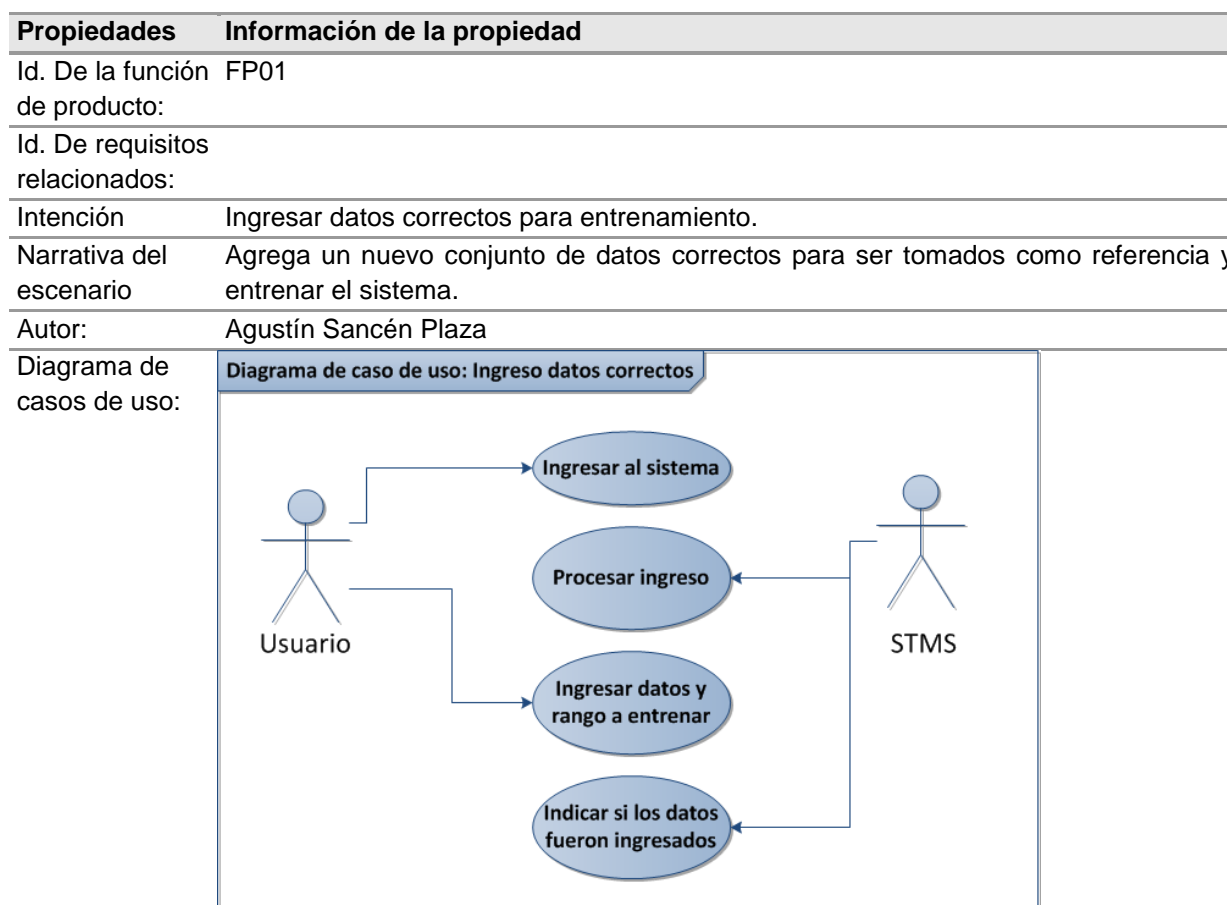 Propiedades Información de la propiedad
Id. De la función FP01
de producto:
Id. De requisitos
relacionados:
Intención Ingresar datos correctos para entrenamiento.
Narrativa del Agrega un nuevo conjunto de datos correctos para ser tomados como referencia y
escenario entrenar el sistema.
Autor: Agustín Sancén Plaza
Diagrama de
casos de uso:
Diagrama de caso de uso: Ingreso datos correctos
Ingresar al sistema
Procesar ingreso
Usuario
STMS
Ingresar datos y
rango a entrenar
Indicar si los datos
fueron ingresados